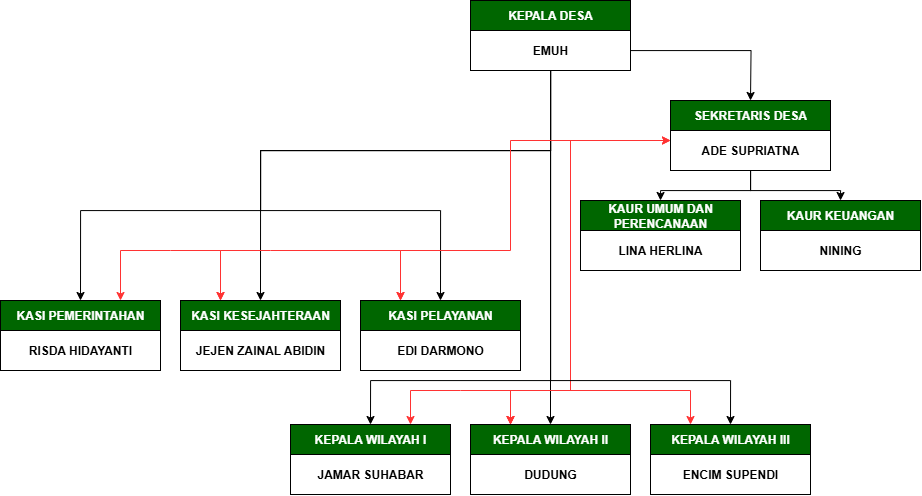 KEPALA DESA
EMUH
SEKRETARIS DESA
ADE SUPRIATNA
KAUR UMUM DAN
PERENCANAAN
LINA HERLINA
KAUR KEUANGAN
NINING
KASI PEMERINTAHAN
RISDA HIDAYANTI
KASI KESEJAHTERAAN
JEJEN ZAINAL ABIDIN
KASI PELAYANAN
EDI DARMONO
KEPALA WILAYAH I
JAMAR SUHABAR
KEPALA WILAYAH II
DUDUNG
KEPALA WILAYAH III
ENCIM SUPENDI